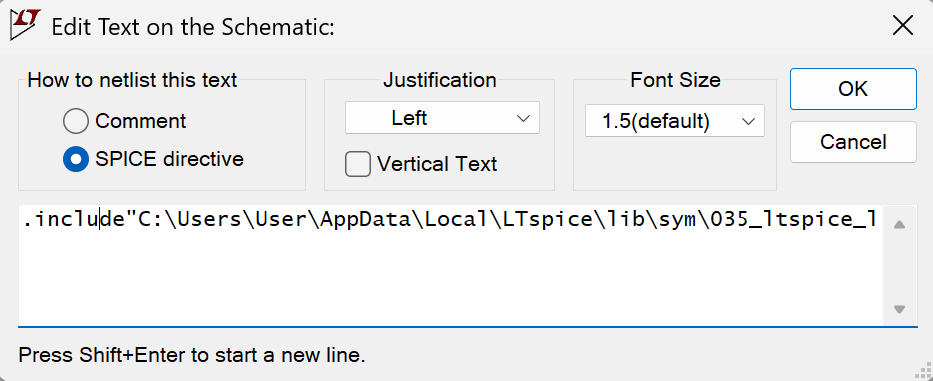 Edit Text on the Schematic:
How to netlist this text
Comment
SPICE directive
Justification
Left
Vertical Text
Font Size
1.5(default)
OK
Cancel
.include"C:\Users\User\AppData\Local\LTspice\lib\sym\035_ltspice_l
Press Shift+Enter to start a new line.